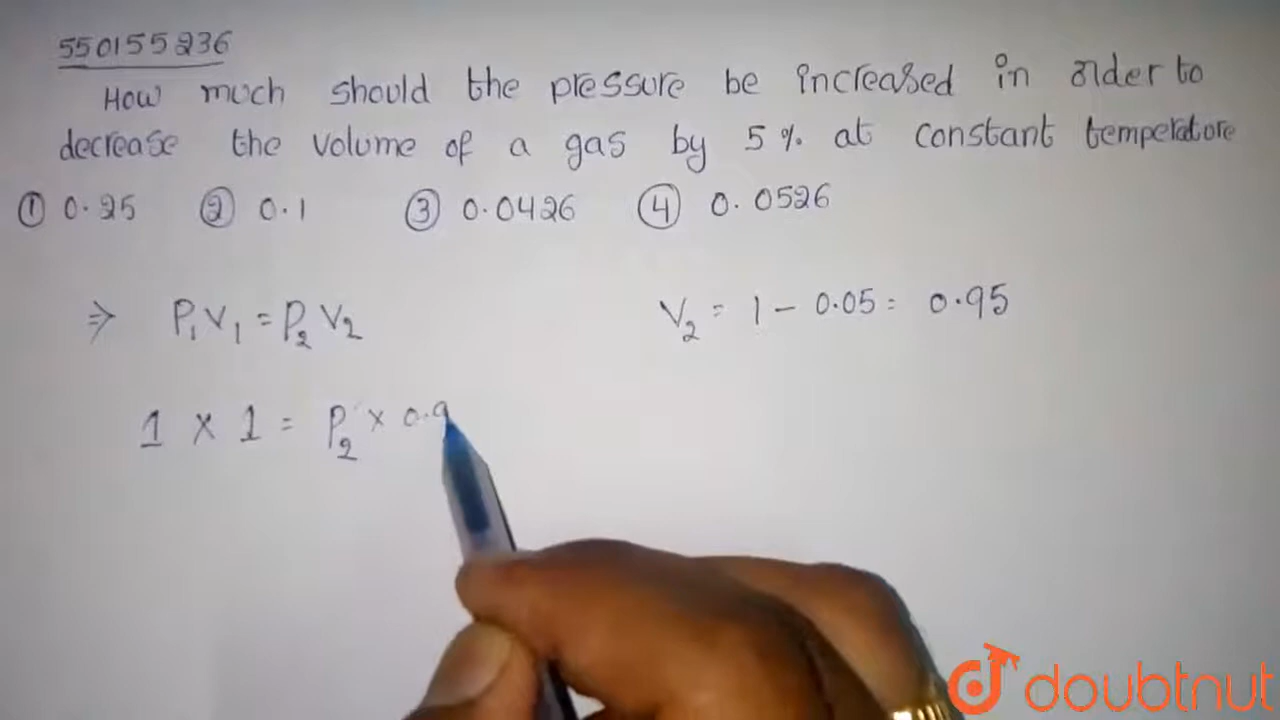 550155236
How much should the pressure be increased in order to
decrease the volume of a gas by 5% at constant temperature
① 0.25 ② 0.1 ③ 0.0426 ④ 0.0526
⇒ P₁V₁ = P₂V₂ V₂ = 1 - 0.05 = 0.95
1 × 1 = P₂ × 0.9
doubtnut